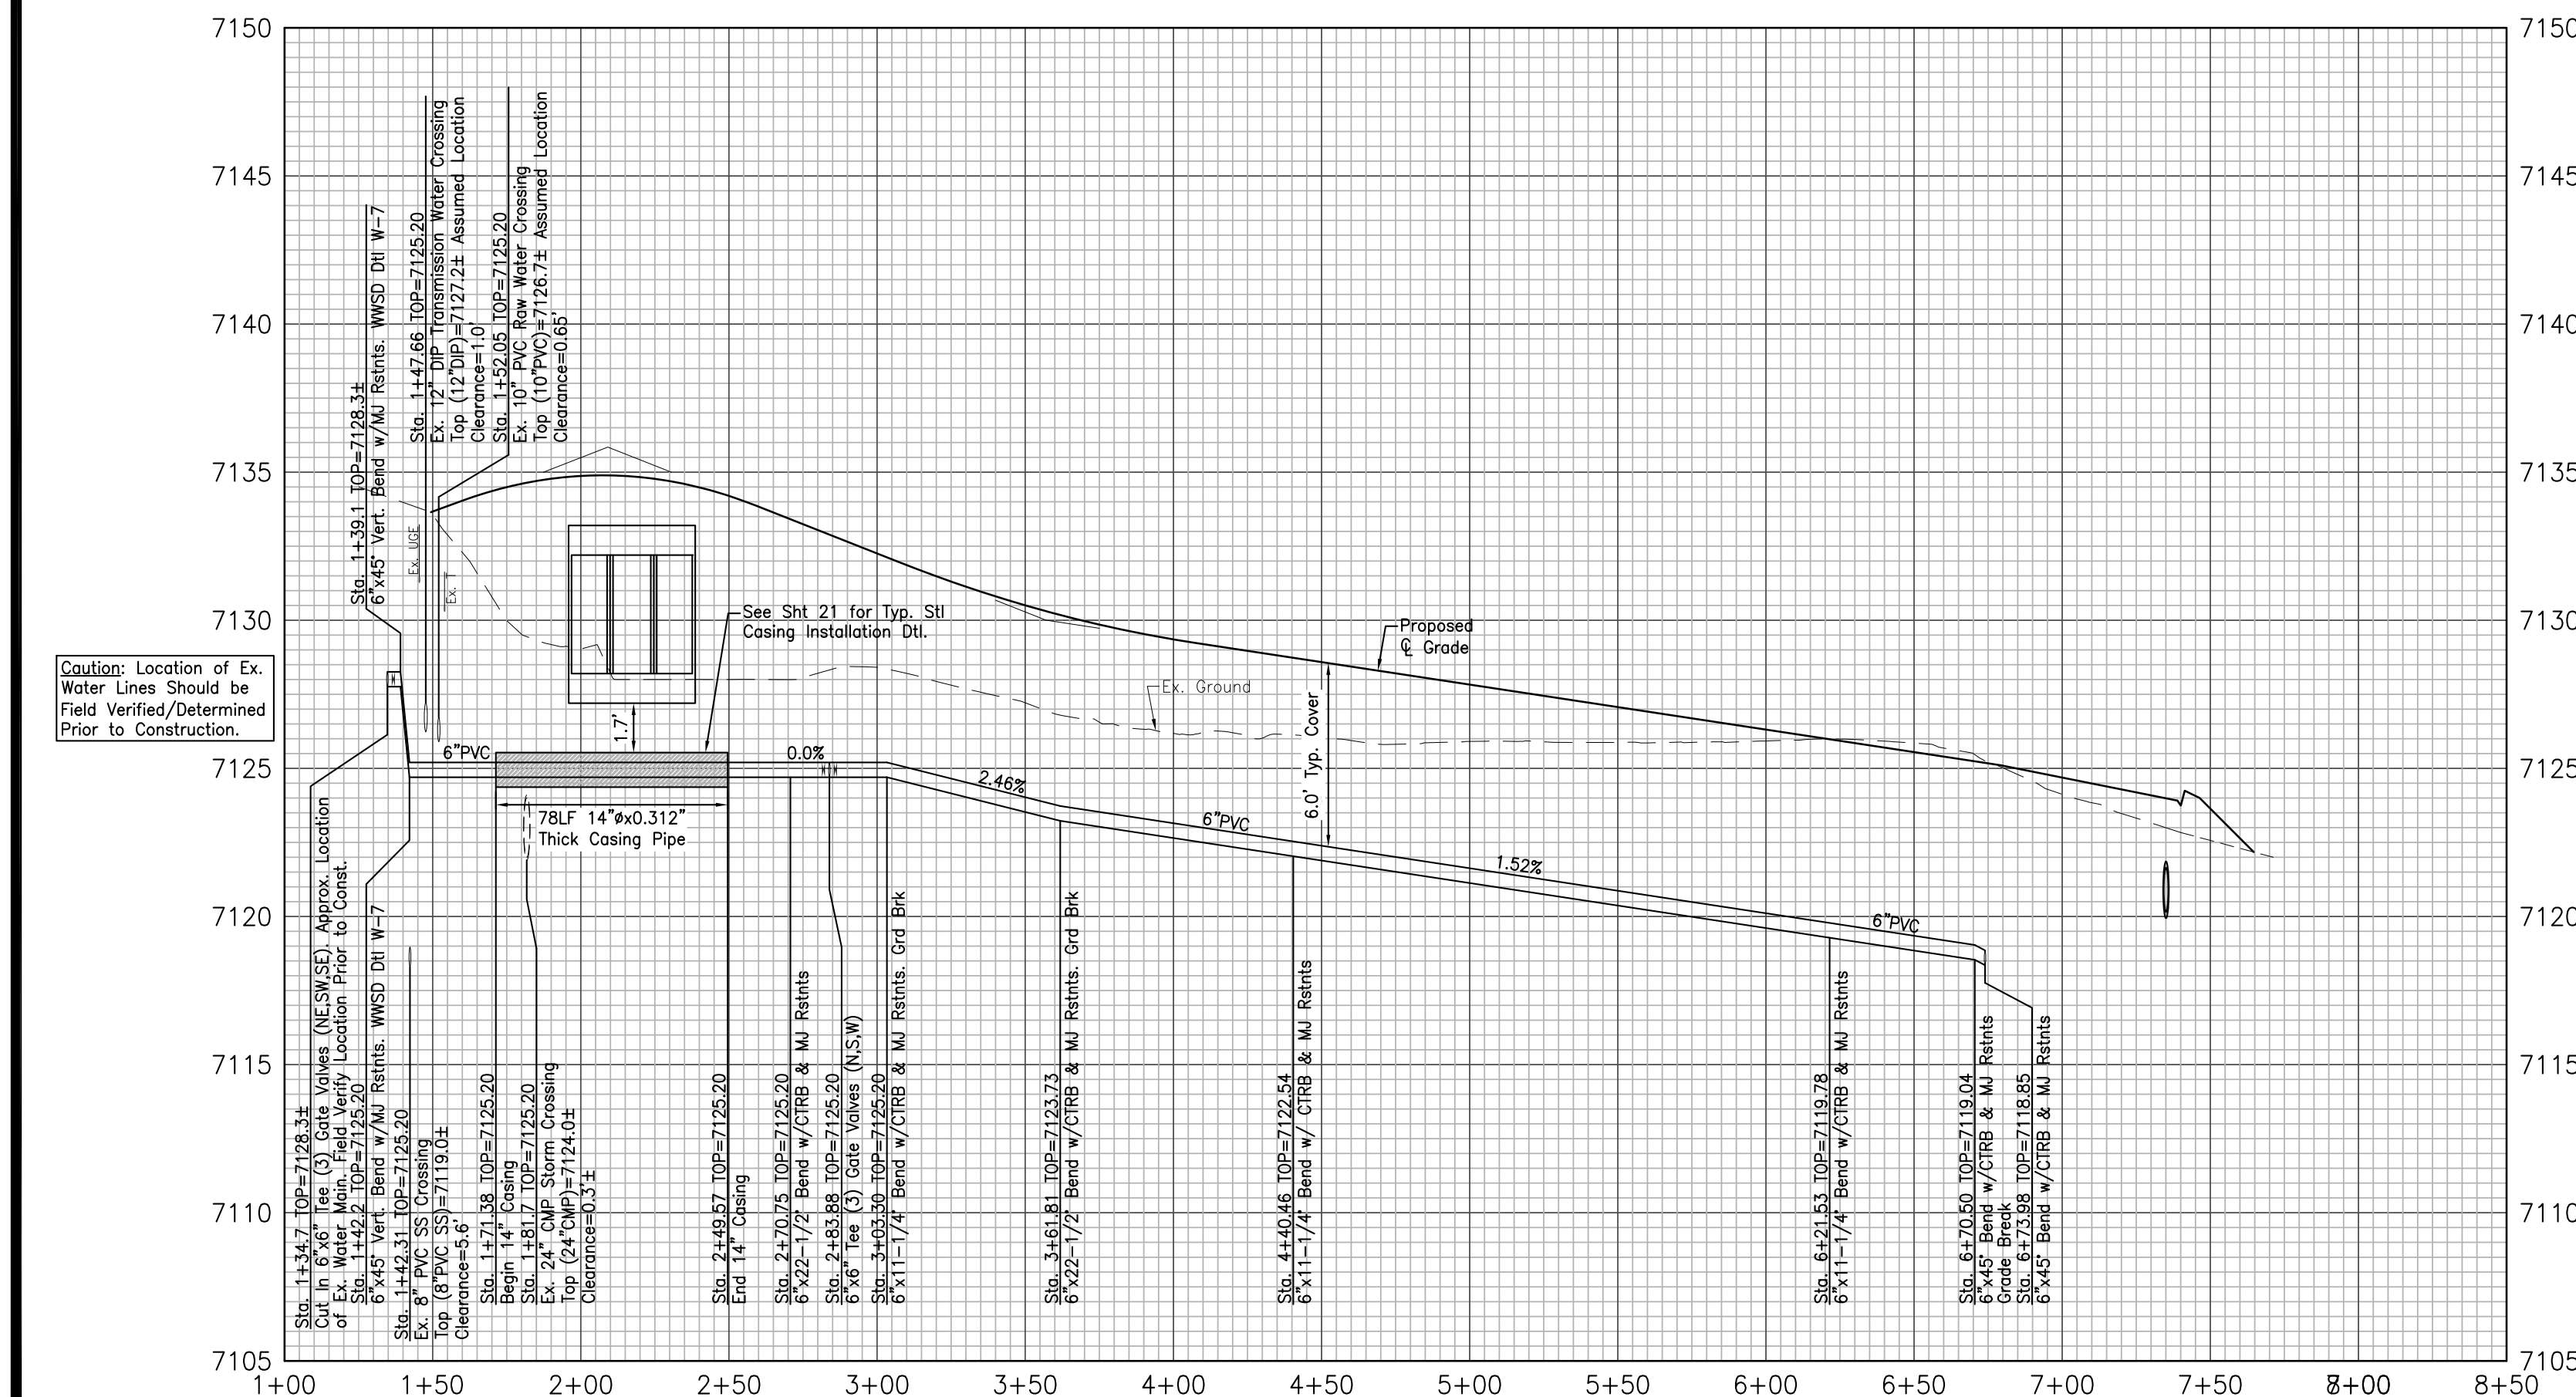 7150
7145
7140
7135
7130
7125
7120
7115
7110
7105
7150
7145
7140
7135
7130
7125
7120
7115
7110
7105
Sta. 1+39.1 TOP=7128.3±
6"x45° Vert. Bend w/MJ Rstnts. WWSD Dtl W-7
Sta. 1+47.66 TOP=7125.20
Ex. 12" DIP Transmission Water Crossing
Top (12"DIP)=7127.2± Assumed Location
Clearance=1.0'
Sta. 1+52.05 TOP=7125.20
Ex. 10" PVC Raw Water Crossing
Top (10"PVC)=7126.7± Assumed Location
Clearance=0.65'
Ex. UGE
Ex. T
See Sht 21 for Typ. Stl
Casing Installation Dtl.
Proposed
℄ Grade
Ex. Ground
Caution: Location of Ex.
Water Lines Should be
Field Verified/Determined
Prior to Construction.
1.7'
6"PVC
0.0%
2.46%
6"PVC
6.0' Typ. Cover
1.52%
6"PVC
78LF 14"øx0.312"
Thick Casing Pipe
Sta. 1+34.7 TOP=7128.3±
Cut In 6"x6" Tee (3) Gate Valves (NE,SW,SE). Approx. Location
of Ex. Water Main. Field Verify Location Prior to Const.
Sta. 1+42.2 TOP=7125.20
6"x45° Vert. Bend w/MJ Rstnts. WWSD Dtl W-7
Sta. 1+42.31 TOP=7125.20
Ex. 8" PVC SS Crossing
Top (8"PVC SS)=7119.0±
Clearance=5.6'
Sta. 1+71.38 TOP=7125.20
Begin 14" Casing
Sta. 1+81.7 TOP=7125.20
Ex. 24" CMP Storm Crossing
Top (24"CMP)=7124.0±
Clearance=0.3'±
Sta. 2+49.57 TOP=7125.20
End 14" Casing
Sta. 2+70.75 TOP=7125.20
6"x22-1/2° Bend w/CTRB & MJ Rstnts
Sta. 2+83.88 TOP=7125.20
6"x6" Tee (3) Gate Valves (N,S,W)
Sta. 3+03.30 TOP=7125.20
6"x11-1/4° Bend w/CTRB & MJ Rstnts. Grd Brk
Sta. 3+61.81 TOP=7123.73
6"x22-1/2° Bend w/CTRB & MJ Rstnts. Grd Brk
Sta. 4+40.46 TOP=7122.54
6"x11-1/4° Bend w/ CTRB & MJ Rstnts
Sta. 6+21.53 TOP=7119.78
6"x11-1/4° Bend w/CTRB & MJ Rstnts
Sta. 6+70.50 TOP=7119.04
6"x45° Bend w/CTRB & MJ Rstnts
Grade Break
Sta. 6+73.98 TOP=7118.85
6"x45° Bend w/CTRB & MJ Rstnts
1+00 1+50 2+00 2+50 3+00 3+50 4+00 4+50 5+00 5+50 6+00 6+50 7+00 7+50 8+00 8+50